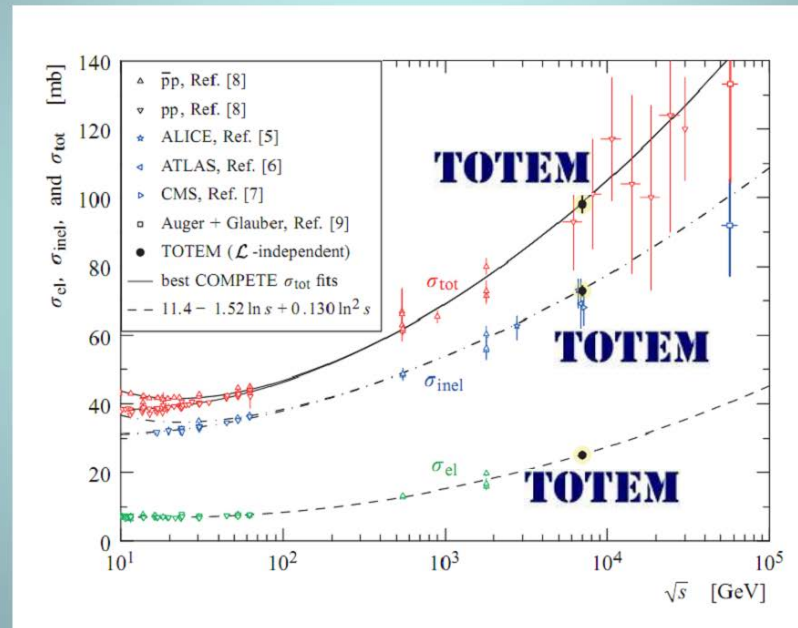 140
120
100
80
60
40
20
0
σel, σinel, and σtot [mb]
p̄p, Ref. [8]
pp, Ref. [8]
ALICE, Ref. [5]
ATLAS, Ref. [6]
CMS, Ref. [7]
Auger + Glauber, Ref. [9]
TOTEM (ℒ-independent)
best COMPETE σtot fits
11.4 − 1.52 ln s + 0.130 ln² s
TOTEM
σtot
TOTEM
σinel
σel
TOTEM
10¹ 10² 10³ 10⁴ 10⁵
√s [GeV]